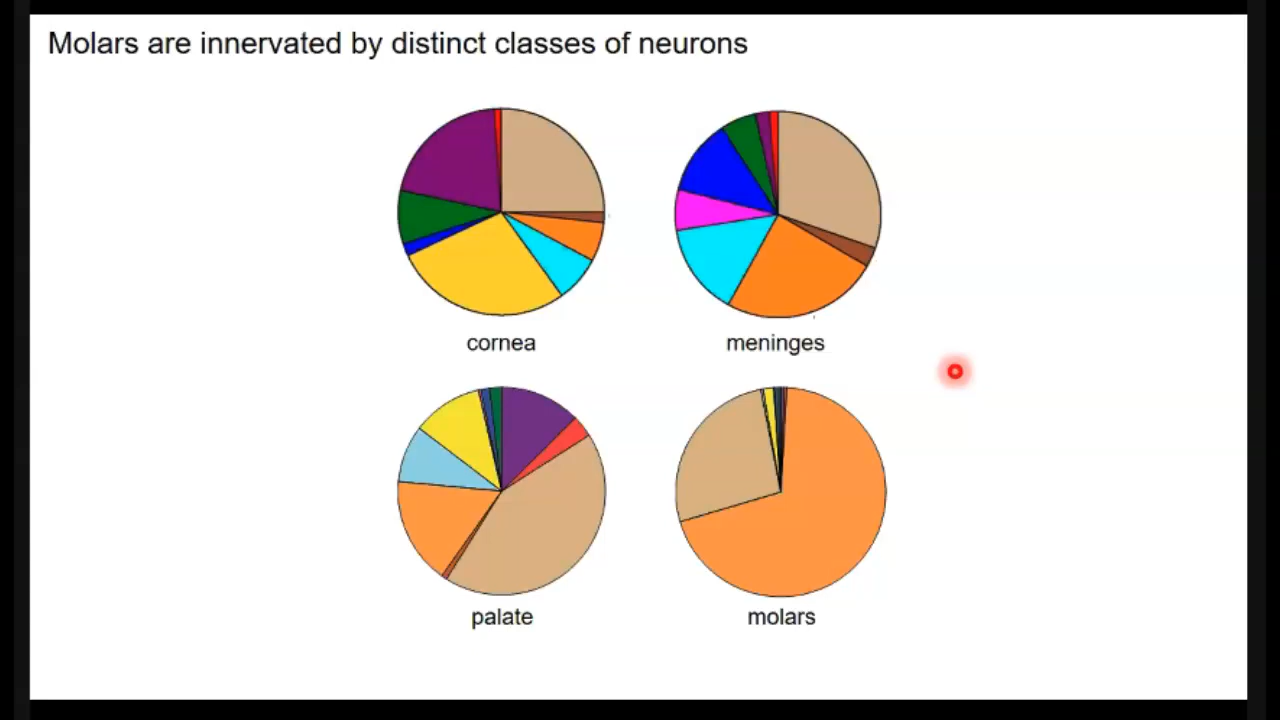 Molars are innervated by distinct classes of neurons
cornea
meninges
palate
molars